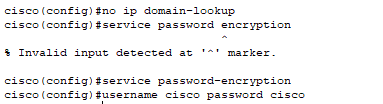 cisco(config)#no ip domain-lookup
cisco(config)#service password encryption
^
% Invalid input detected at '^' marker.
cisco(config)#service password-encryption
cisco(config)#username cisco password cisco